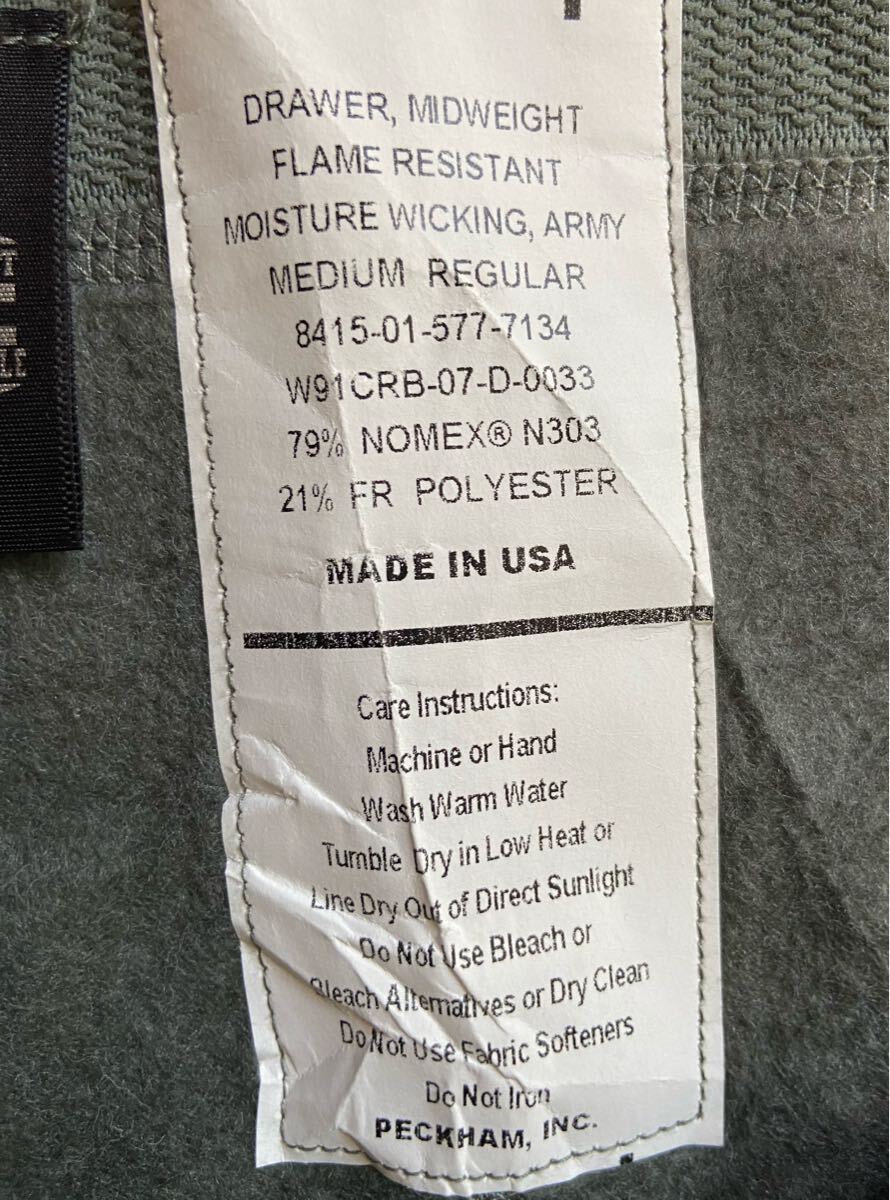 DRAWER, MIDWEIGHT
FLAME RESISTANT
MOISTURE WICKING, ARMY
MEDIUM REGULAR
8415-01-577-7134
W91CRB-07-D-0033
79% NOMEX® N303
21% FR POLYESTER
MADE IN USA
Care Instructions:
Machine or Hand
Wash Warm Water
Tumble Dry in Low Heat or
Line Dry Out of Direct Sunlight
Do Not Use Bleach or
Bleach Alternatives or Dry Clean
Do Not Use Fabric Softeners
Do Not Iron
PECKHAM, INC.